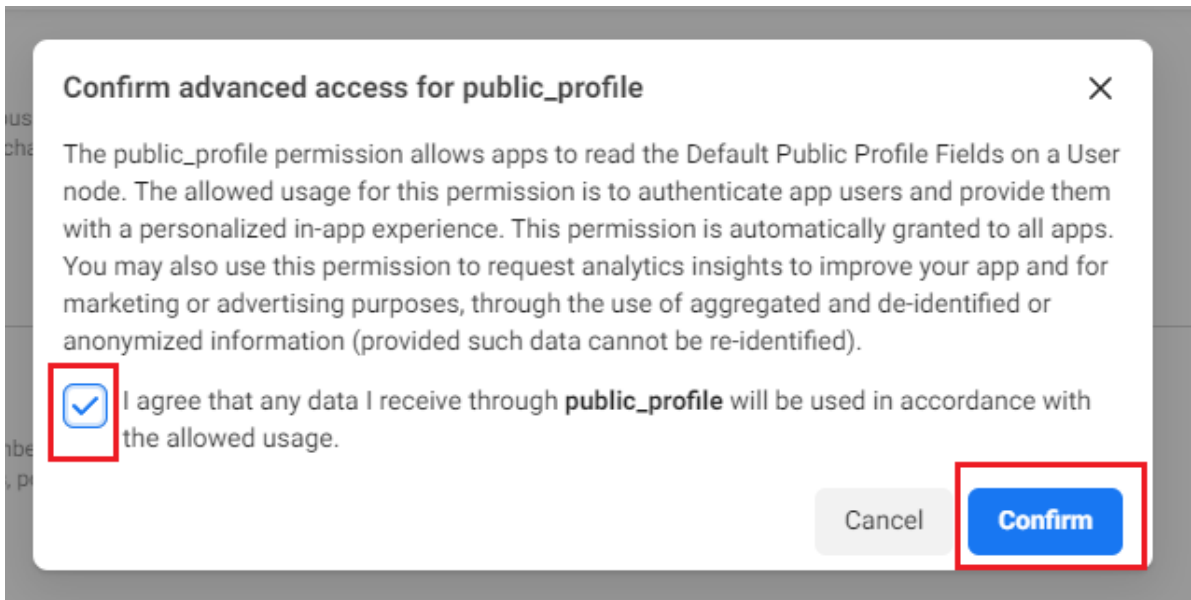 Confirm advanced access for public_profile
The public_profile permission allows apps to read the Default Public Profile Fields on a User
node. The allowed usage for this permission is to authenticate app users and provide them
with a personalized in-app experience. This permission is automatically granted to all apps.
You may also use this permission to request analytics insights to improve your app and for
marketing or advertising purposes, through the use of aggregated and de-identified or
anonymized information (provided such data cannot be re-identified).
I agree that any data I receive through public_profile will be used in accordance with
the allowed usage.
Cancel
Confirm